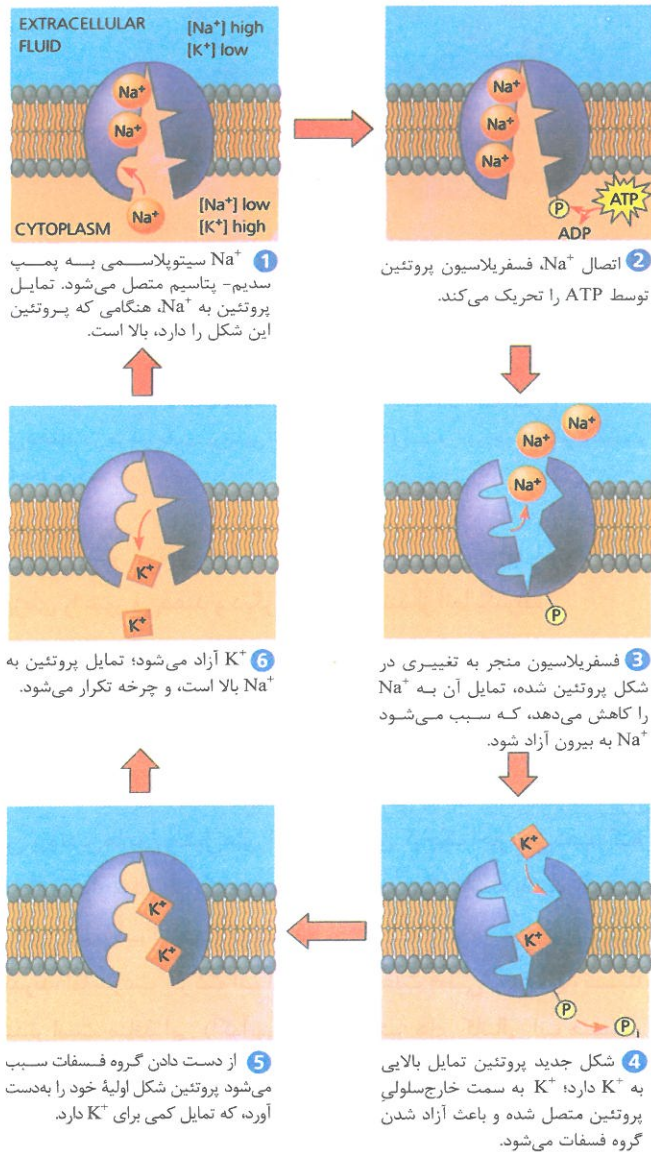 EXTRACELLULAR
FLUID
[Na⁺] high
[K⁺] low
Na⁺
Na⁺
Na⁺
CYTOPLASM
[Na⁺] low
[K⁺] high
1 Na⁺ سیتوپلاسمی به پمپ
سدیم- پتاسیم متصل می‌شود. تمایل
پروتئین به Na⁺، هنگامی که پروتئین
این شکل را دارد، بالا است.
Na⁺
Na⁺
Na⁺
P
ATP
ADP
2 اتصال Na⁺، فسفریلاسیون پروتئین
توسط ATP را تحریک می‌کند.
Na⁺
Na⁺
Na⁺
P
3 فسفریلاسیون منجر به تغییری در
شکل پروتئین شده، تمایل آن به Na⁺
را کاهش می‌دهد، که سبب می‌شود
Na⁺ به بیرون آزاد شود.
K⁺
K⁺
P
P i
4 شکل جدید پروتئین تمایل بالایی
به K⁺ دارد؛ K⁺ به سمت خارج‌سلولیِ
پروتئین متصل شده و باعث آزاد شدن
گروه فسفات می‌شود.
K⁺
K⁺
5 از دست دادن گروه فسفات سبب
می‌شود پروتئین شکل اولیهٔ خود را به‌دست
آورد، که تمایل کمی برای K⁺ دارد.
K⁺
K⁺
6 K⁺ آزاد می‌شود؛ تمایل پروتئین به
Na⁺ بالا است، و چرخه تکرار می‌شود.